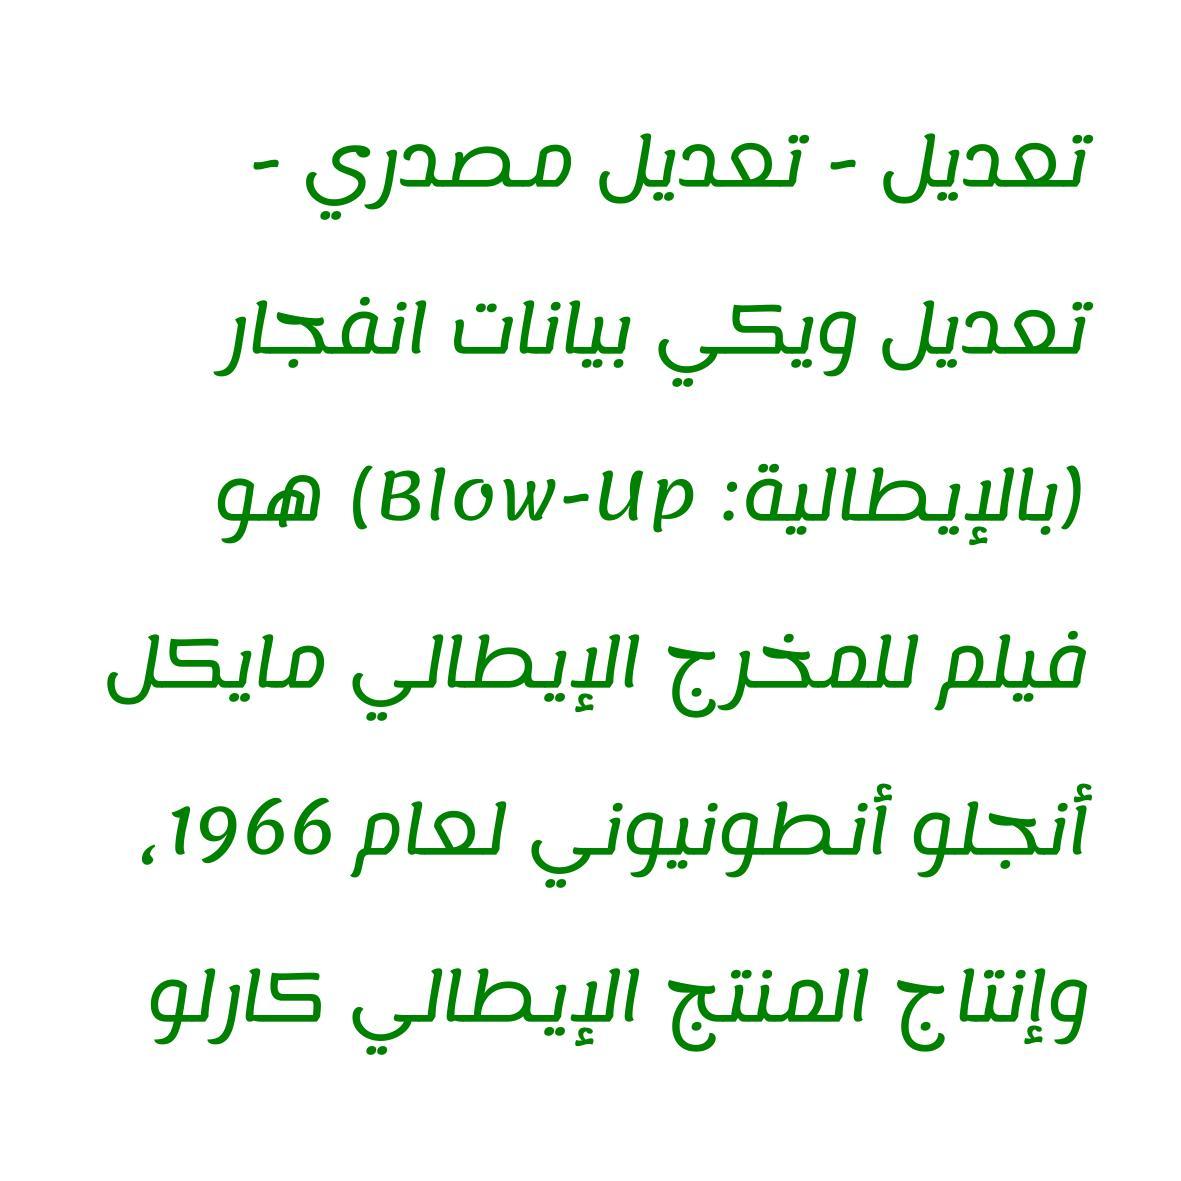 تعديل - تعديل مصدري -
تعديل ويكي بيانات انفجار
(بالإيطالية: Blow-Up) هو
فيلم للمخرج الإيطالي مايكل
أنجلو أنطونيوني لعام 1966،
وإنتاج المنتج الإيطالي كارلو